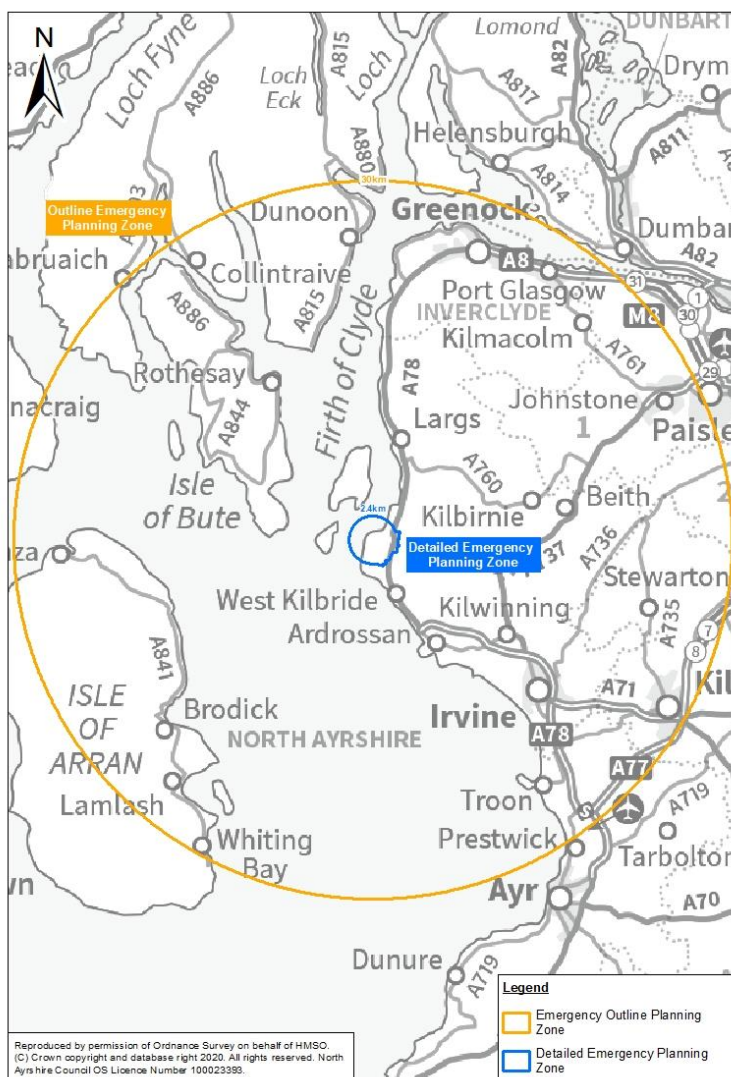 N
Loch Fyne
A886
Loch
Eck
A815
Loch
Lomond
A82
DUNBART
Drym
A817
Helensburgh
A811
A880
A814
30km
Outline Emergency
Planning Zone
Dunoon
Greenock
Dumbar
A82
abruaich
Collintraive
A8
31
1
30
M8
Port Glasgow
INVERCLYDE
Kilmacolm
A815
A886
Firth of Clyde
A78
A761
29
Rothesay
Johnstone
Paisle
nacraig
A844
Largs
1
Isle
of Bute
A760
Beith
Kilbirnie
2
2.4km
Detailed Emergency
Planning Zone
37
A736
Stewarton
West Kilbride
Kilwinning
A735
7
8
Ardrossan
A841
A71
Kil
ISLE
OF
ARRAN
Brodick
Irvine
NORTH AYRSHIRE
A78
A77
Lamlash
Troon
A719
Whiting
Bay
Prestwick
Tarbolton
wn
Ayr
A70
Dunure
A719
Legend
Emergency Outline Planning
Zone
Detailed Emergency Planning
Zone
Reproduced by permission of Ordnance Survey on behalf of HMSO.
(C) Crown copyright and database right 2020. All rights reserved. North
Ayrshire Council OS Licence Number 100023393.